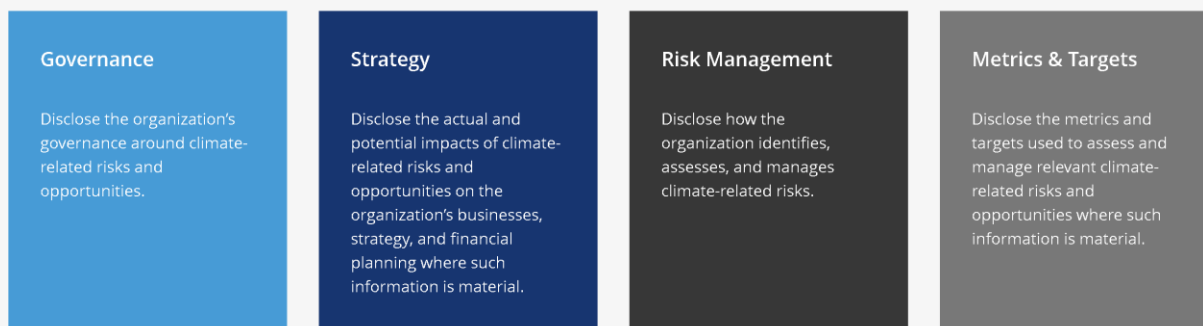 Governance
Disclose the organization's
governance around climate-
related risks and
opportunities.
Strategy
Disclose the actual and
potential impacts of climate-
related risks and
opportunities on the
organization's businesses,
strategy, and financial
planning where such
information is material.
Risk Management
Disclose how the
organization identifies,
assesses, and manages
climate-related risks.
Metrics & Targets
Disclose the metrics and
targets used to assess and
manage relevant climate-
related risks and
opportunities where such
information is material.